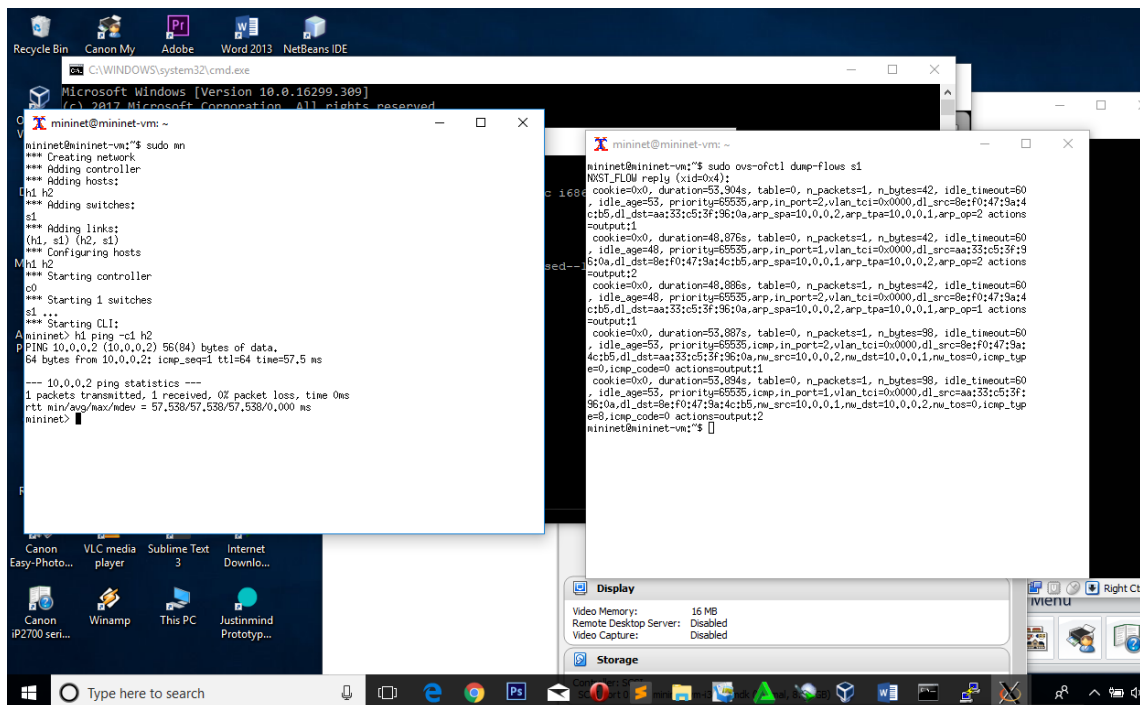 Recycle Bin
Canon My
Adobe
Word 2013
NetBeans IDE
C:\WINDOWS\system32\cmd.exe
Microsoft Windows [Version 10.0.16299.309]
(c) 2017 Microsoft Corporation. All rights reserved
mininet@mininet-vm: ~
mininet@mininet-vm:~$ sudo mn
*** Creating network
*** Adding controller
*** Adding hosts:
h1 h2
*** Adding switches:
s1
*** Adding links:
(h1, s1) (h2, s1)
*** Configuring hosts
h1 h2
*** Starting controller
c0
*** Starting 1 switches
s1 ...
*** Starting CLI:
mininet> h1 ping -c1 h2
PING 10.0.0.2 (10.0.0.2) 56(84) bytes of data.
64 bytes from 10.0.0.2: icmp_seq=1 ttl=64 time=57.5 ms
--- 10.0.0.2 ping statistics ---
1 packets transmitted, 1 received, 0% packet loss, time 0ms
rtt min/avg/max/mdev = 57.538/57.538/57.538/0.000 ms
mininet>
c i686
sed--l
mininet@mininet-vm: ~
mininet@mininet-vm:~$ sudo ovs-ofctl dump-flows s1
NXST_FLOW reply (xid=0x4):
cookie=0x0, duration=53.904s, table=0, n_packets=1, n_bytes=42, idle_timeout=60
, idle_age=53, priority=65535,arp,in_port=2,vlan_tci=0x0000,dl_src=8e:f0:47:9a:4
c:b5,dl_dst=aa:33:c5:3f:96:0a,arp_spa=10.0.0.2,arp_tpa=10.0.0.1,arp_op=2 actions
=output:1
cookie=0x0, duration=48.876s, table=0, n_packets=1, n_bytes=42, idle_timeout=60
, idle_age=48, priority=65535,arp,in_port=1,vlan_tci=0x0000,dl_src=aa:33:c5:3f:9
6:0a,dl_dst=8e:f0:47:9a:4c:b5,arp_spa=10.0.0.1,arp_tpa=10.0.0.2,arp_op=2 actions
=output:2
cookie=0x0, duration=48.886s, table=0, n_packets=1, n_bytes=42, idle_timeout=60
, idle_age=48, priority=65535,arp,in_port=2,vlan_tci=0x0000,dl_src=8e:f0:47:9a:4
c:b5,dl_dst=aa:33:c5:3f:96:0a,arp_spa=10.0.0.2,arp_tpa=10.0.0.1,arp_op=1 actions
=output:1
cookie=0x0, duration=53.887s, table=0, n_packets=1, n_bytes=98, idle_timeout=60
, idle_age=53, priority=65535,icmp,in_port=2,vlan_tci=0x0000,dl_src=8e:f0:47:9a:
4c:b5,dl_dst=aa:33:c5:3f:96:0a,nw_src=10.0.0.2,nw_dst=10.0.0.1,nw_tos=0,icmp_typ
e=0,icmp_code=0 actions=output:1
cookie=0x0, duration=53.894s, table=0, n_packets=1, n_bytes=98, idle_timeout=60
, idle_age=53, priority=65535,icmp,in_port=1,vlan_tci=0x0000,dl_src=aa:33:c5:3f:
96:0a,dl_dst=8e:f0:47:9a:4c:b5,nw_src=10.0.0.1,nw_dst=10.0.0.2,nw_tos=0,icmp_typ
e=8,icmp_code=0 actions=output:2
mininet@mininet-vm:~$
Canon Easy-Photo...
VLC media player
Sublime Text 3
Internet Downlo...
Canon iP2700 seri...
Winamp
This PC
Justinmind Prototyp...
Display
Video Memory: 16 MB
Remote Desktop Server: Disabled
Video Capture: Disabled
Storage
Right Ct
Menu
Type here to search
Ps